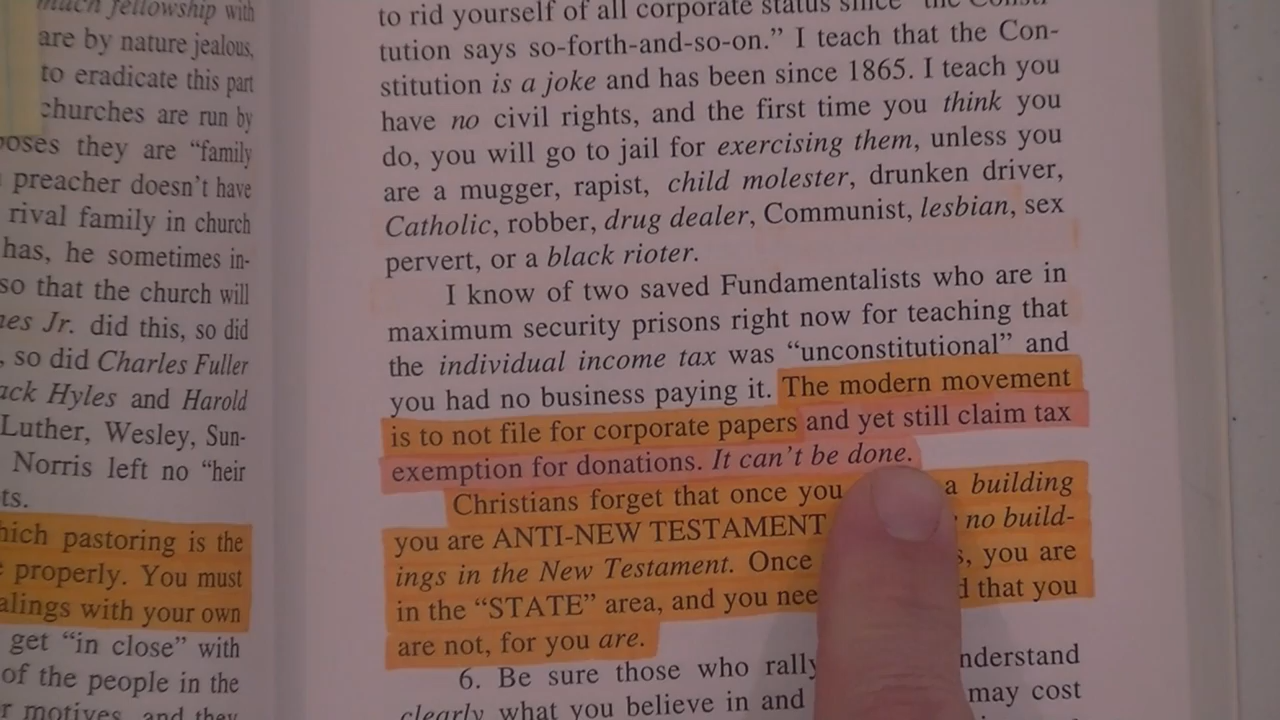 much fellowship with
are by nature jealous,
to eradicate this part
churches are run by
they are “family
preacher doesn’t have
rival family in church
has, he sometimes in-
so that the church will
Jr. did this, so did
so did Charles Fuller
Hyles and Harold
Luther, Wesley, Sun-
Norris left no “heir
pastoring is the
properly. You must
with your own
get “in close” with
of the people in the
motives, and they
to rid yourself of all corporate status since “the Consti-
tution says so-forth-and-so-on.” I teach that the Con-
stitution is a joke and has been since 1865. I teach you
have no civil rights, and the first time you think you
do, you will go to jail for exercising them, unless you
are a mugger, rapist, child molester, drunken driver,
Catholic, robber, drug dealer, Communist, lesbian, sex
pervert, or a black rioter.
I know of two saved Fundamentalists who are in
maximum security prisons right now for teaching that
the individual income tax was “unconstitutional” and
you had no business paying it. The modern movement
is to not file for corporate papers and yet still claim tax
exemption for donations. It can’t be done.
Christians forget that once you a building
you are ANTI-NEW TESTAMENT no build-
ings in the New Testament. Once you are
in the “STATE” area, and you that you
are not, for you are.
6. Be sure those who
clearly what you believe in and may cost